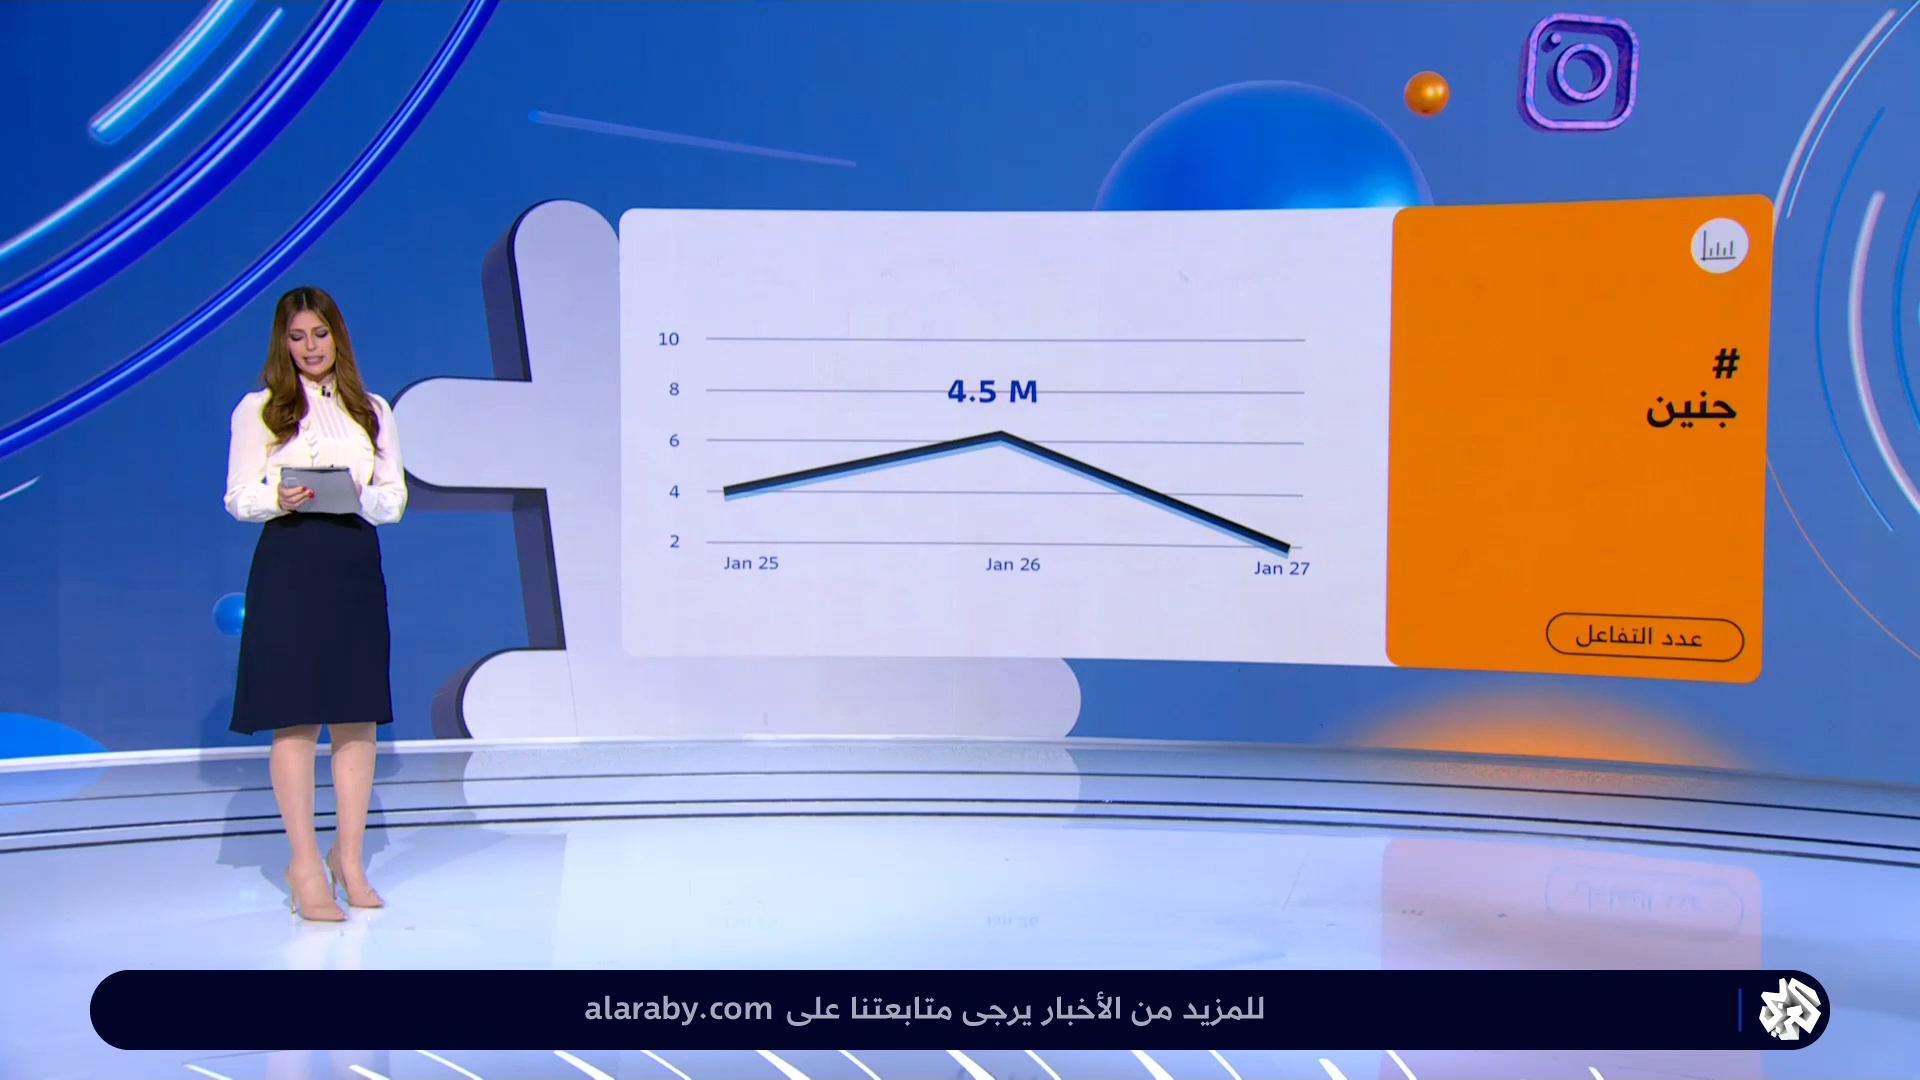 #
جنين
عدد التفاعل
10
8
4.5 M
6
4
2
Jan 25
Jan 26
Jan 27
للمزيد من الأخبار يرجى متابعتنا على alaraby.com